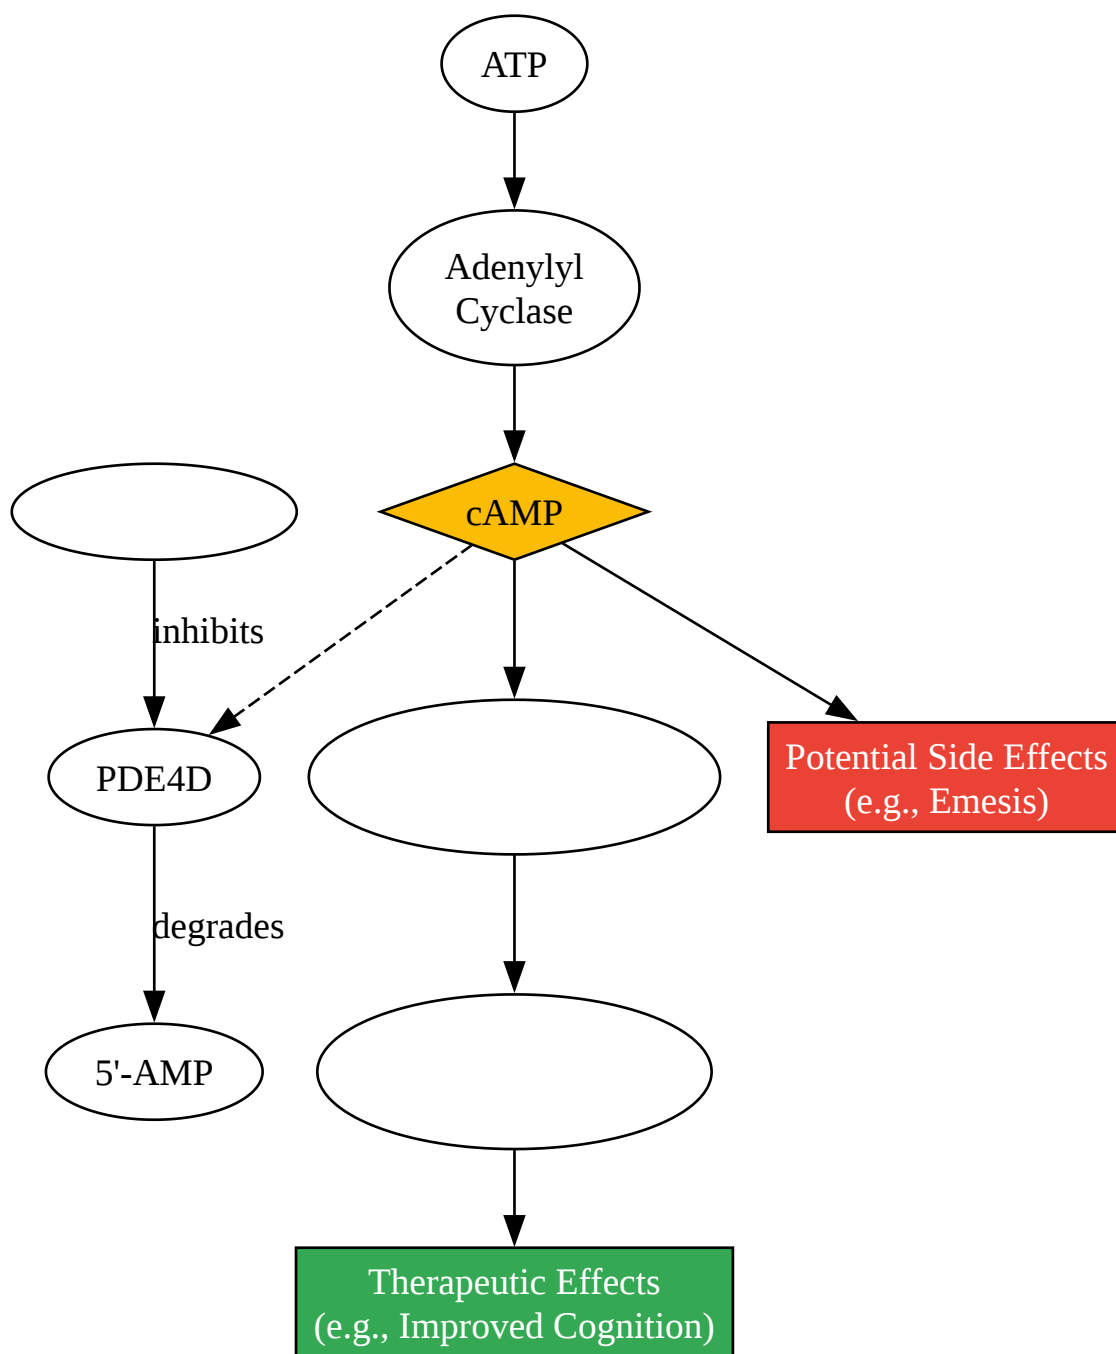 ATP
Adenylyl
Cyclase
cAMP
inhibits
PDE4D
Potential Side Effects
(e.g., Emesis)
degrades
5'-AMP
Therapeutic Effects
(e.g., Improved Cognition)